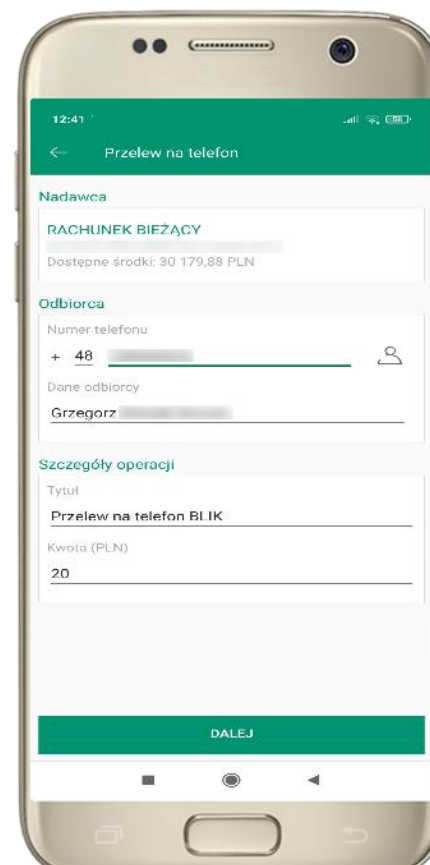 12:41
Przelew na telefon
Nadawca
RACHUNEK BIEŻĄCY
Dostępne środki: 30 179,88 PLN
Odbiorca
Numer telefonu
+ 48
Dane odbiorcy
Grzegorz
Szczegóły operacji
Tytuł
Przelew na telefon BLIK
Kwota (PLN)
20
DALEJ